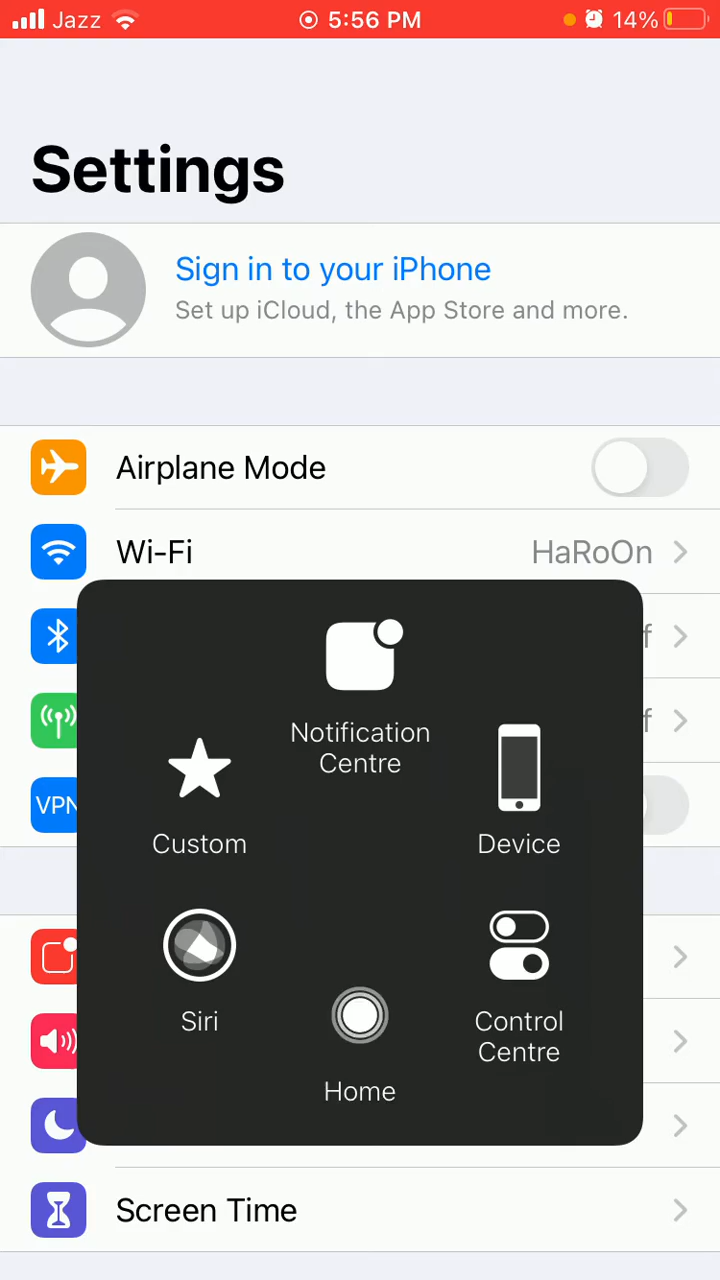 Jazz 5:56 PM 14%
Settings
Sign in to your iPhone
Set up iCloud, the App Store and more.
Airplane Mode
Wi-Fi HaRoOn
f
Notification
Centre
f
VPN
Custom
Device
Siri
Control
Centre
Home
Screen Time